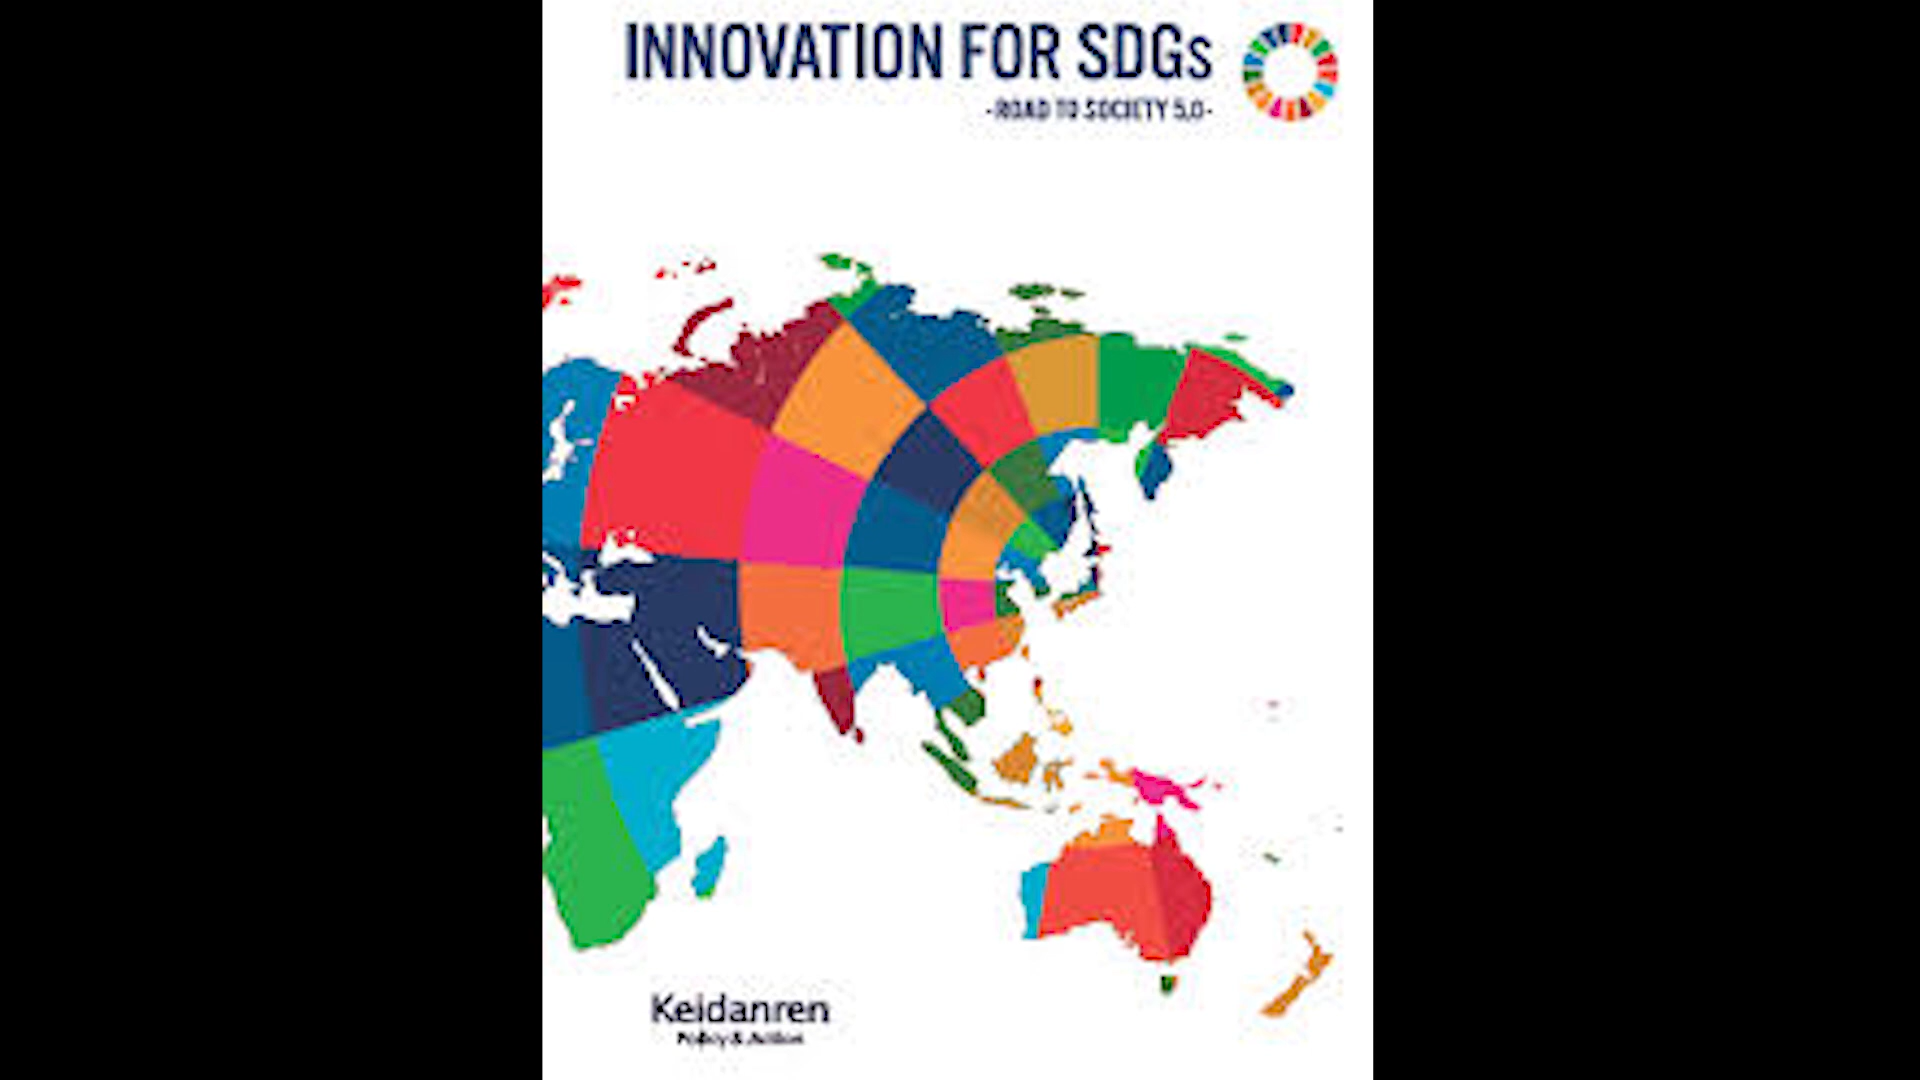 INNOVATION FOR SDGs
-ROAD TO SOCIETY 5.0-
Keidanren
Policy & Action